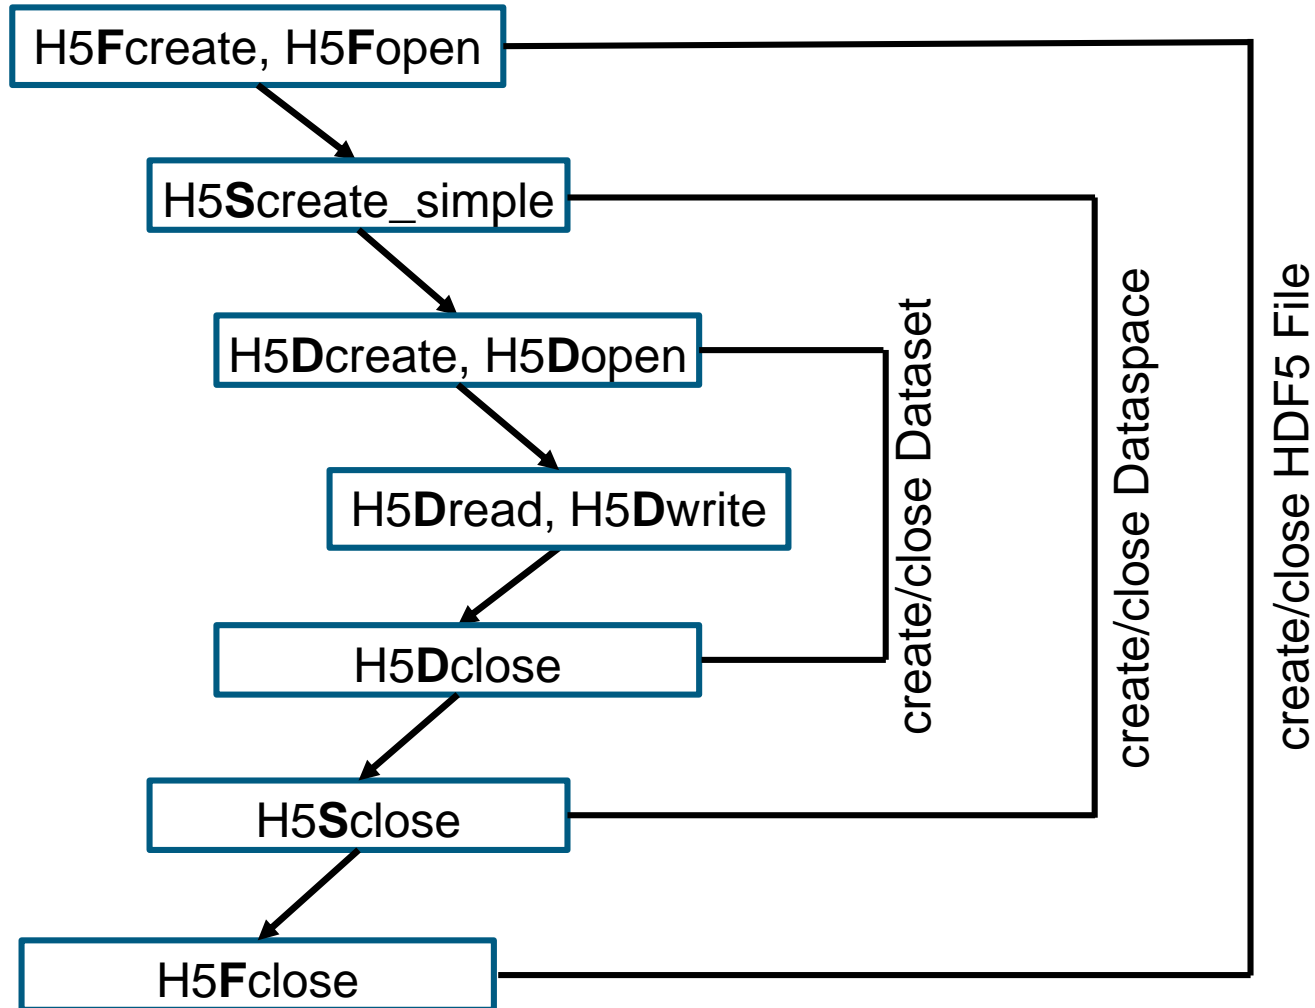 H5Fcreate, H5Fopen
H5Screate_simple
H5Dcreate, H5Dopen
H5Dread, H5Dwrite
H5Dclose
H5Sclose
H5Fclose
create/close Dataset
create/close Dataspace
create/close HDF5 File